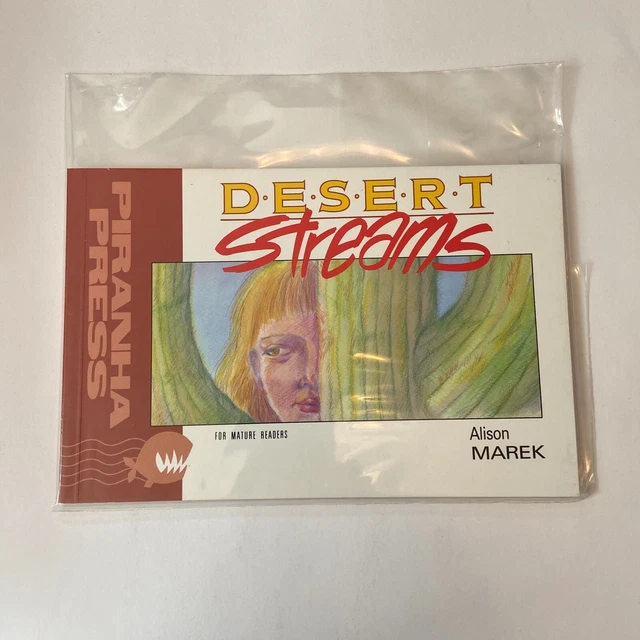 PIRANHA
PRESS
D·E·S·E·R·T
Streams
FOR MATURE READERS
Alison
MAREK